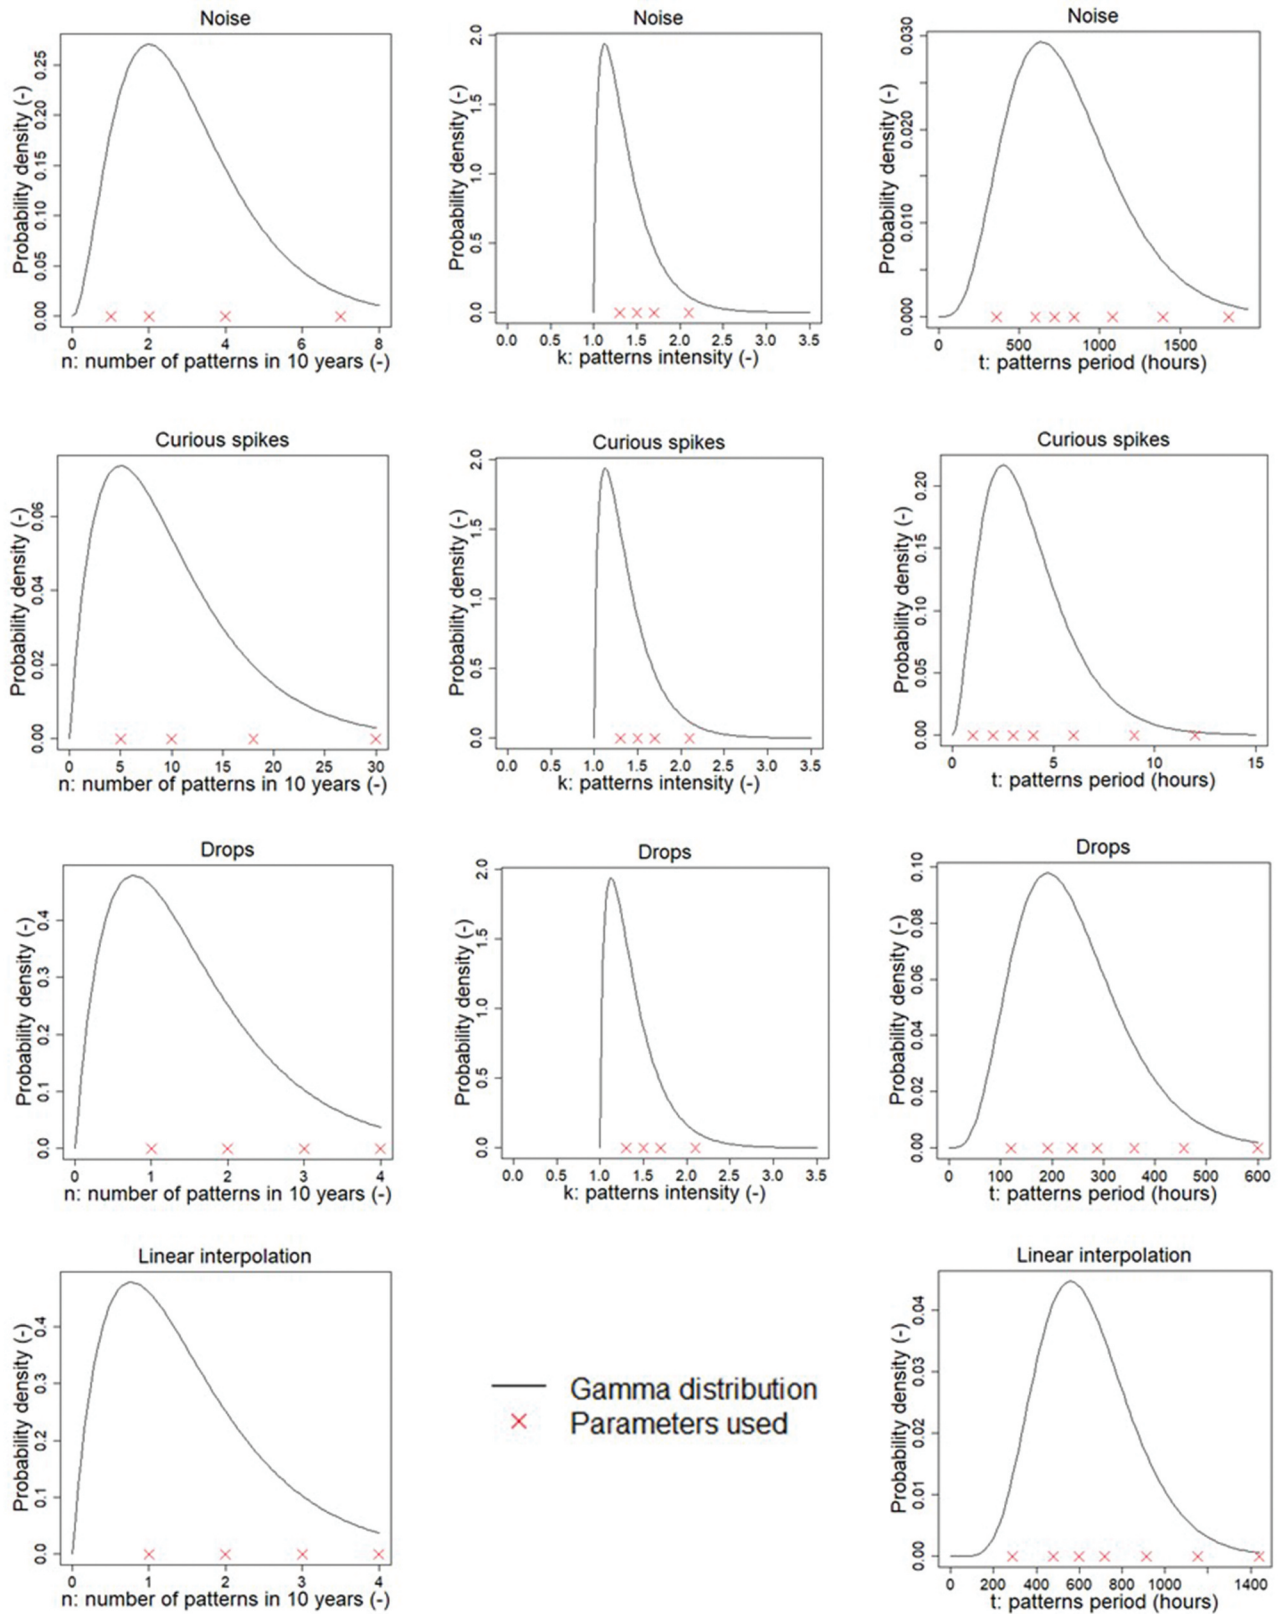 Noise
Probability density (-)
0.00 0.05 0.10 0.15 0.20 0.25
0 2 4 6 8
n: number of patterns in 10 years (-)
Noise
Probability density (-)
0.0 0.5 1.0 1.5 2.0
0.0 0.5 1.0 1.5 2.0 2.5 3.0 3.5
k: patterns intensity (-)
Noise
Probability density (-)
0.000 0.010 0.020 0.030
0 500 1000 1500
t: patterns period (hours)
Curious spikes
Probability density (-)
0.00 0.02 0.04 0.06
0 5 10 15 20 25 30
n: number of patterns in 10 years (-)
Curious spikes
Probability density (-)
0.0 0.5 1.0 1.5 2.0
0.0 0.5 1.0 1.5 2.0 2.5 3.0 3.5
k: patterns intensity (-)
Curious spikes
Probability density (-)
0.00 0.05 0.10 0.15 0.20
0 5 10 15
t: patterns period (hours)
Drops
Probability density (-)
0.0 0.1 0.2 0.3 0.4
0 1 2 3 4
n: number of patterns in 10 years (-)
Drops
Probability density (-)
0.0 0.5 1.0 1.5 2.0
0.0 0.5 1.0 1.5 2.0 2.5 3.0 3.5
k: patterns intensity (-)
Drops
Probability density (-)
0.00 0.02 0.04 0.06 0.08 0.10
0 100 200 300 400 500 600
t: patterns period (hours)
Linear interpolation
Probability density (-)
0.0 0.1 0.2 0.3 0.4
0 1 2 3 4
n: number of patterns in 10 years (-)
Gamma distribution
Parameters used
Linear interpolation
Probability density (-)
0.00 0.01 0.02 0.03 0.04
0 200 400 600 800 1000 1400
t: patterns period (hours)